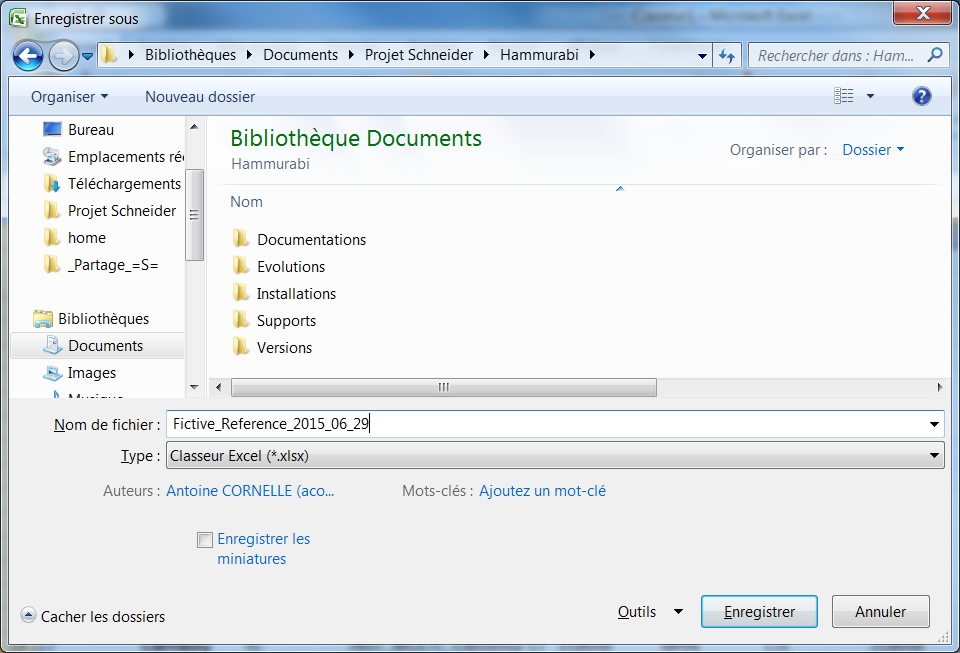 Enregistrer sous
Bibliothèques Documents Projet Schneider Hammurabi
Rechercher dans : Ham...
Organiser Nouveau dossier
Bureau
Emplacements ré
Téléchargements
Projet Schneider
home
_Partage_=S=
Bibliothèques
Documents
Images
Musique
Bibliothèque Documents
Hammurabi
Organiser par : Dossier
Nom
Documentations
Evolutions
Installations
Supports
Versions
Nom de fichier : Fictive_Reference_2015_06_29
Type : Classeur Excel (*.xlsx)
Auteurs : Antoine CORNELLE (aco... Mots-clés : Ajoutez un mot-clé
Enregistrer les
miniatures
Cacher les dossiers
Outils Enregistrer Annuler